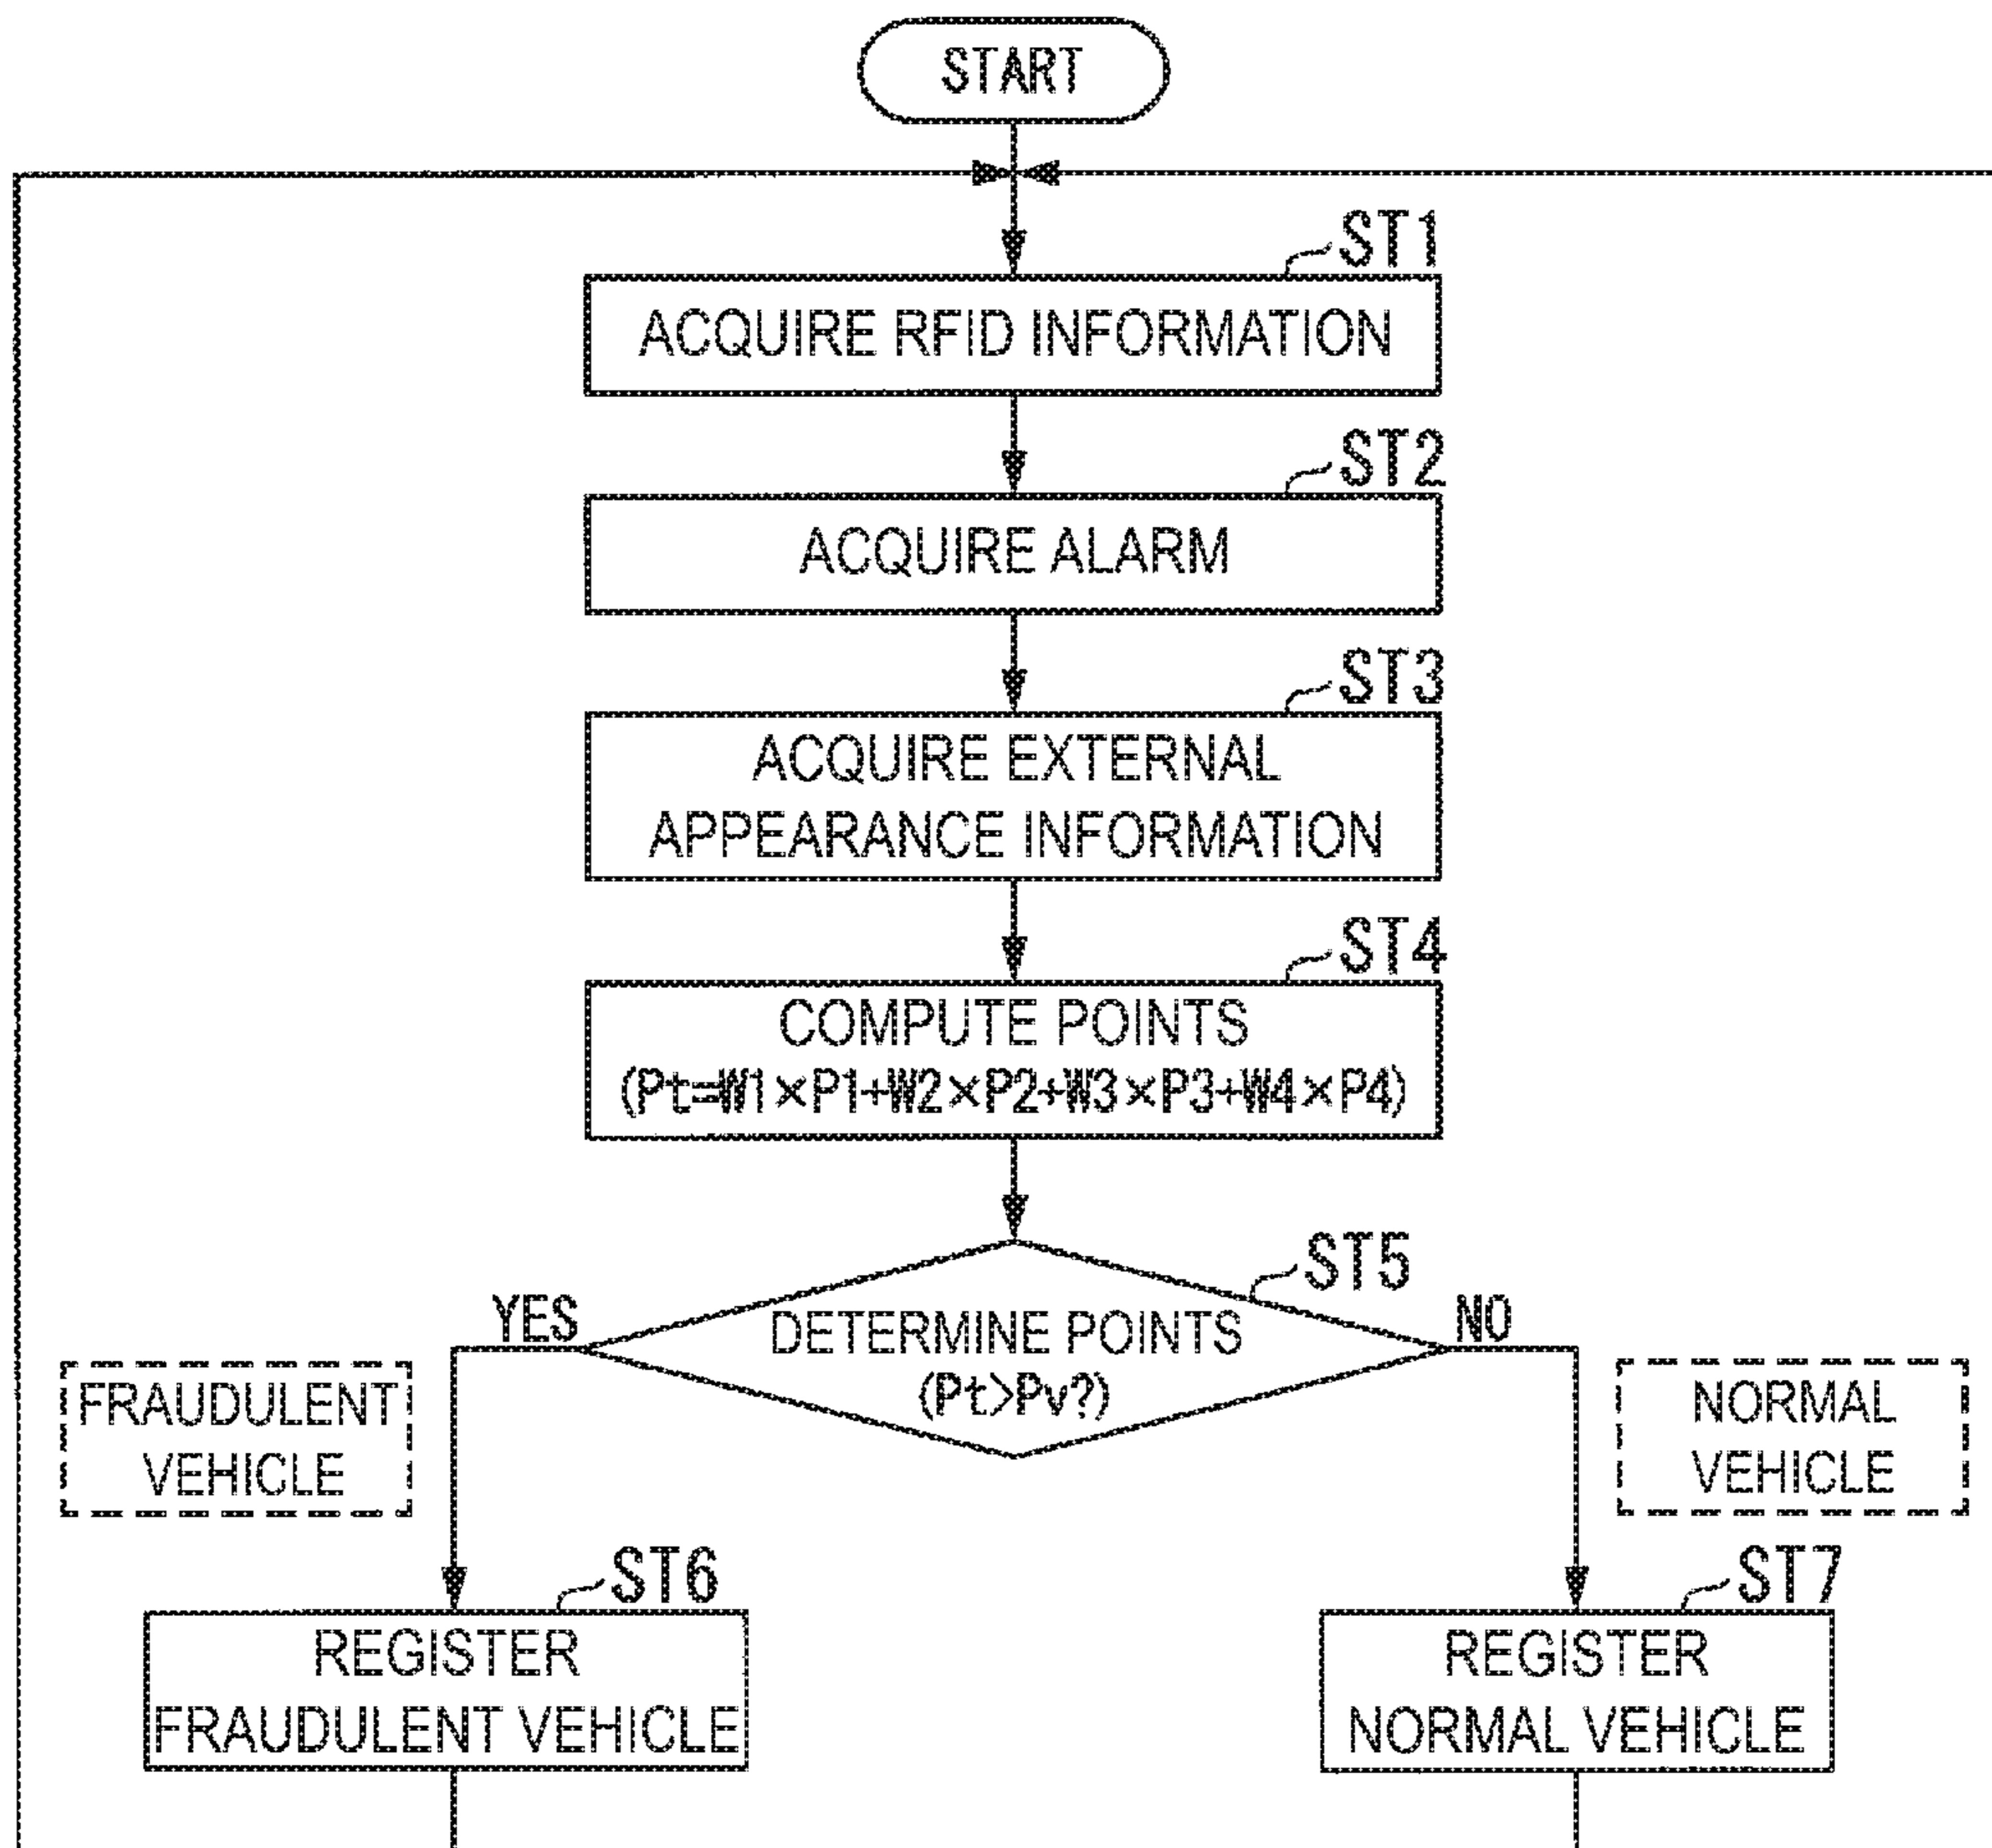 START
ST1
ACQUIRE RFID INFORMATION
ST2
ACQUIRE ALARM
ST3
ACQUIRE EXTERNAL
APPEARANCE INFORMATION
ST4
COMPUTE POINTS
(Pt=W1×P1+W2×P2+W3×P3+W4×P4)
ST5
YES
DETERMINE POINTS
(Pt>Pv?)
NO
FRAUDULENT
VEHICLE
NORMAL
VEHICLE
ST6
REGISTER
FRAUDULENT VEHICLE
ST7
REGISTER
NORMAL VEHICLE